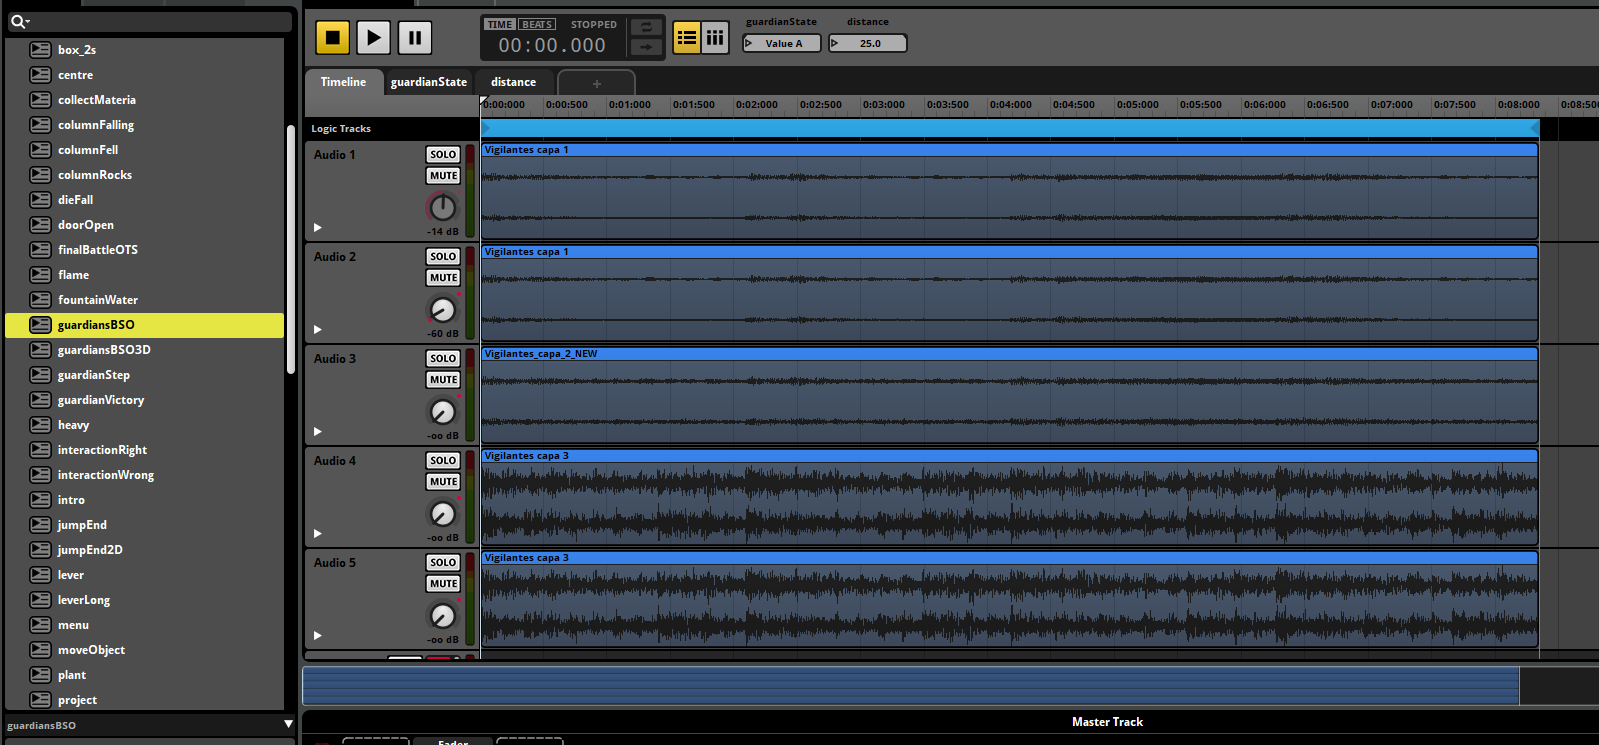 box_2s
centre
collectMateria
columnFalling
columnFell
columnRocks
dieFall
doorOpen
finalBattleOTS
flame
fountainWater
guardiansBSO
guardiansBSO3D
guardianStep
guardianVictory
heavy
interactionRight
interactionWrong
intro
jumpEnd
jumpEnd2D
lever
leverLong
menu
moveObject
plant
project
guardiansBSO
TIME BEATS STOPPED
00:00.000
guardianState distance
Value A 25.0
Timeline guardianState distance +
0:00:000 0:00:500 0:01:000 0:01:500 0:02:000 0:02:500 0:03:000 0:03:500 0:04:000 0:04:500 0:05:000 0:05:500 0:06:000 0:06:500 0:07:000 0:07:500 0:08:000 0:08:50
Logic Tracks
Audio 1 SOLO Vigilantes capa 1
MUTE
-14 dB
Audio 2 SOLO Vigilantes capa 1
MUTE
-60 dB
Audio 3 SOLO Vigilantes_capa_2_NEW
MUTE
-oo dB
Audio 4 SOLO Vigilantes capa 3
MUTE
-oo dB
Audio 5 SOLO Vigilantes capa 3
MUTE
-oo dB
Master Track
Fader